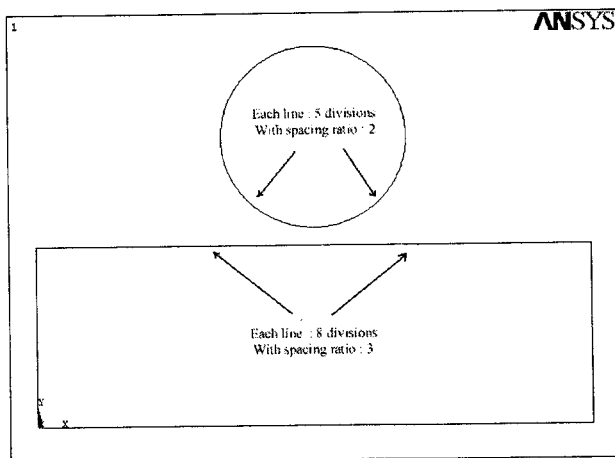 1
ANSYS
Each line : 5 divisions
With spacing ratio : 2
Each line : 8 divisions
With spacing ratio : 3
Y
X